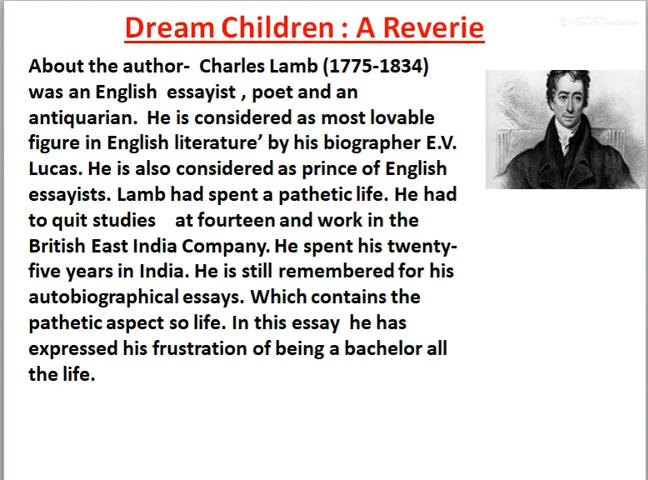 Dream Children : A Reverie
About the author-  Charles Lamb (1775-1834)
was an English  essayist , poet and an
antiquarian.  He is considered as most lovable
figure in English literature’ by his biographer E.V.
Lucas. He is also considered as prince of English
essayists. Lamb had spent a pathetic life. He had
to quit studies    at fourteen and work in the
British East India Company. He spent his twenty-
five years in India. He is still remembered for his
autobiographical essays. Which contains the
pathetic aspect so life. In this essay  he has
expressed his frustration of being a bachelor all
the life.